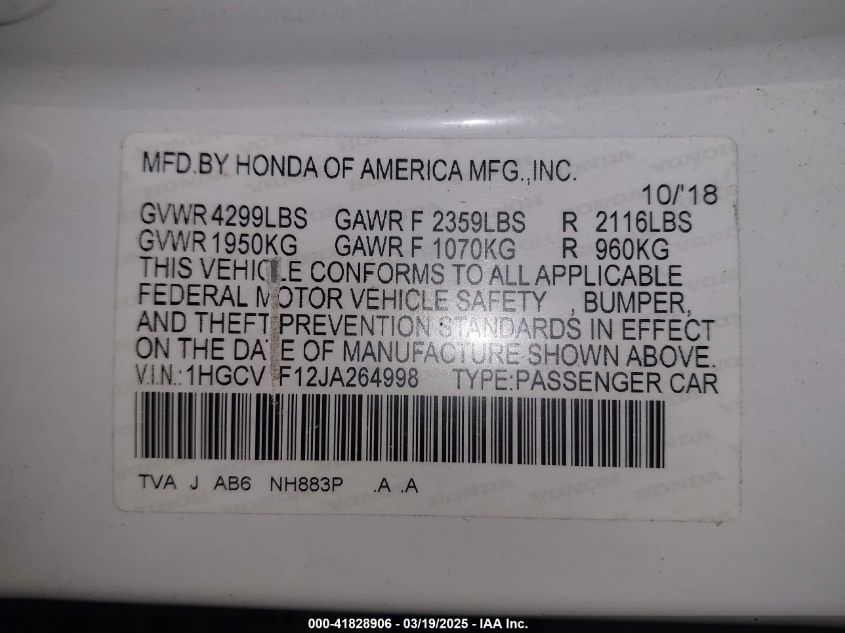 MFD.BY HONDA OF AMERICA MFG.,INC.
10/'18
GVWR 4299LBS GAWR F 2359LBS R 2116LBS
GVWR 1950KG GAWR F 1070KG R 960KG
THIS VEHICLE CONFORMS TO ALL APPLICABLE
FEDERAL MOTOR VEHICLE SAFETY , BUMPER,
AND THEFT PREVENTION STANDARDS IN EFFECT
ON THE DATE OF MANUFACTURE SHOWN ABOVE.
V.I.N.:1HGCV F12JA264998 TYPE:PASSENGER CAR
TVA J AB6 NH883P .A .A
000-41828906 - 03/19/2025 - IAA Inc.